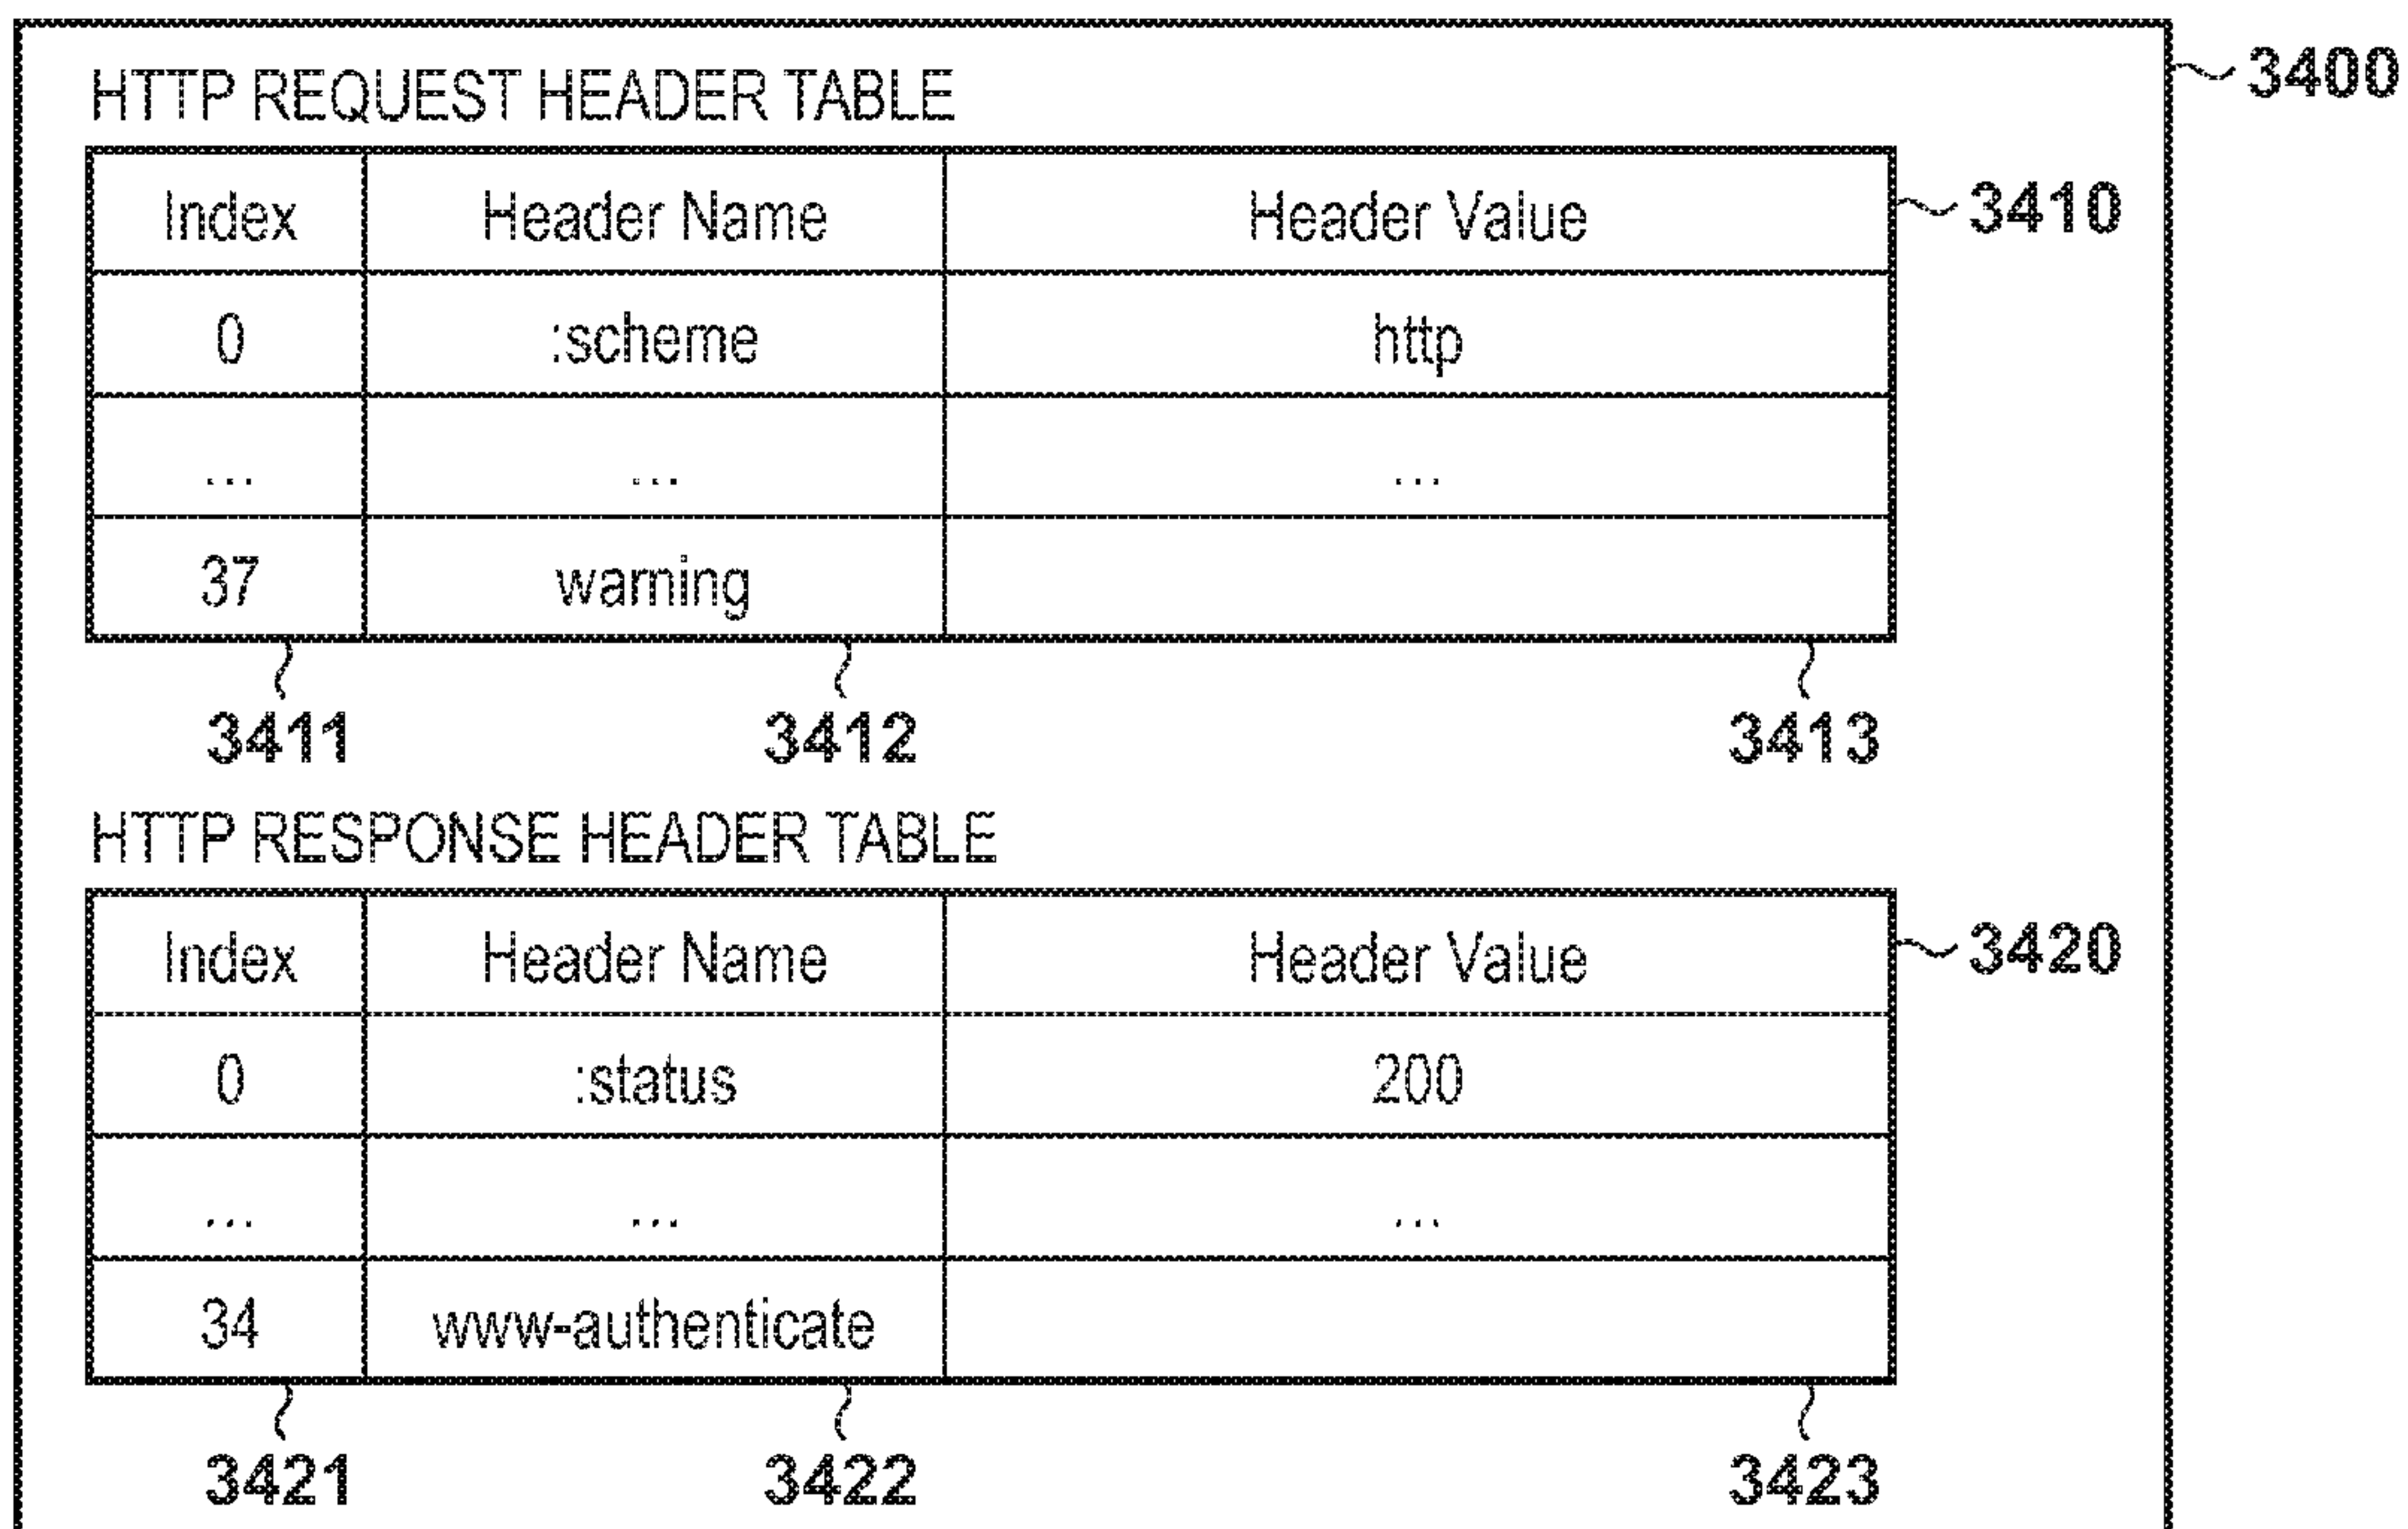 3400
HTTP REQUEST HEADER TABLE
Index Header Name Header Value 3410
0 :scheme http
... ... ...
37 warning
3411 3412 3413
HTTP RESPONSE HEADER TABLE
Index Header Name Header Value 3420
0 :status 200
... ... ...
34 www-authenticate
3421 3422 3423